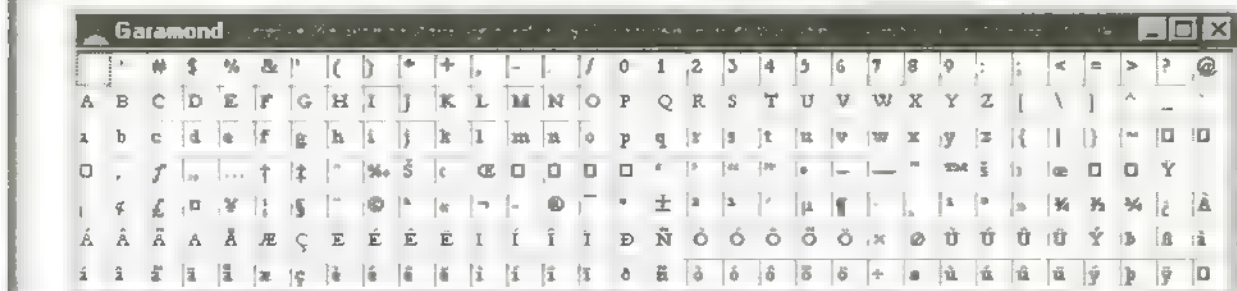 Garamond
# $ % & ' ( ) * + , - . / 0 1 2 3 4 5 6 7 8 9 : ; < = > ? @
A B C D E F G H I J K L M N O P Q R S T U V W X Y Z [ \ ] ^ _ `
a b c d e f g h i j k l m n o p q r s t u v w x y z { | } ~
, ƒ „ … † ‡ ˆ ‰ Š ‹ Œ ‘ ’ “ ” • – — ˜ ™ š › œ Ÿ
¢ £ ¤ ¥ ¦ § ¨ © ª « ¬ - ® ¯ ° ± ² ³ ´ µ ¶ · ¸ ¹ º » ¼ ½ ¾ ¿ À
Á Â Ã Ä Å Æ Ç È É Ê Ë Ì Í Î Ï Ð Ñ Ò Ó Ô Õ Ö × Ø Ù Ú Û Ü Ý Þ ß à
á â ã ä å æ ç è é ê ë ì í î ï ð ñ ò ó ô õ ö ÷ ø ù ú û ü ý þ ÿ